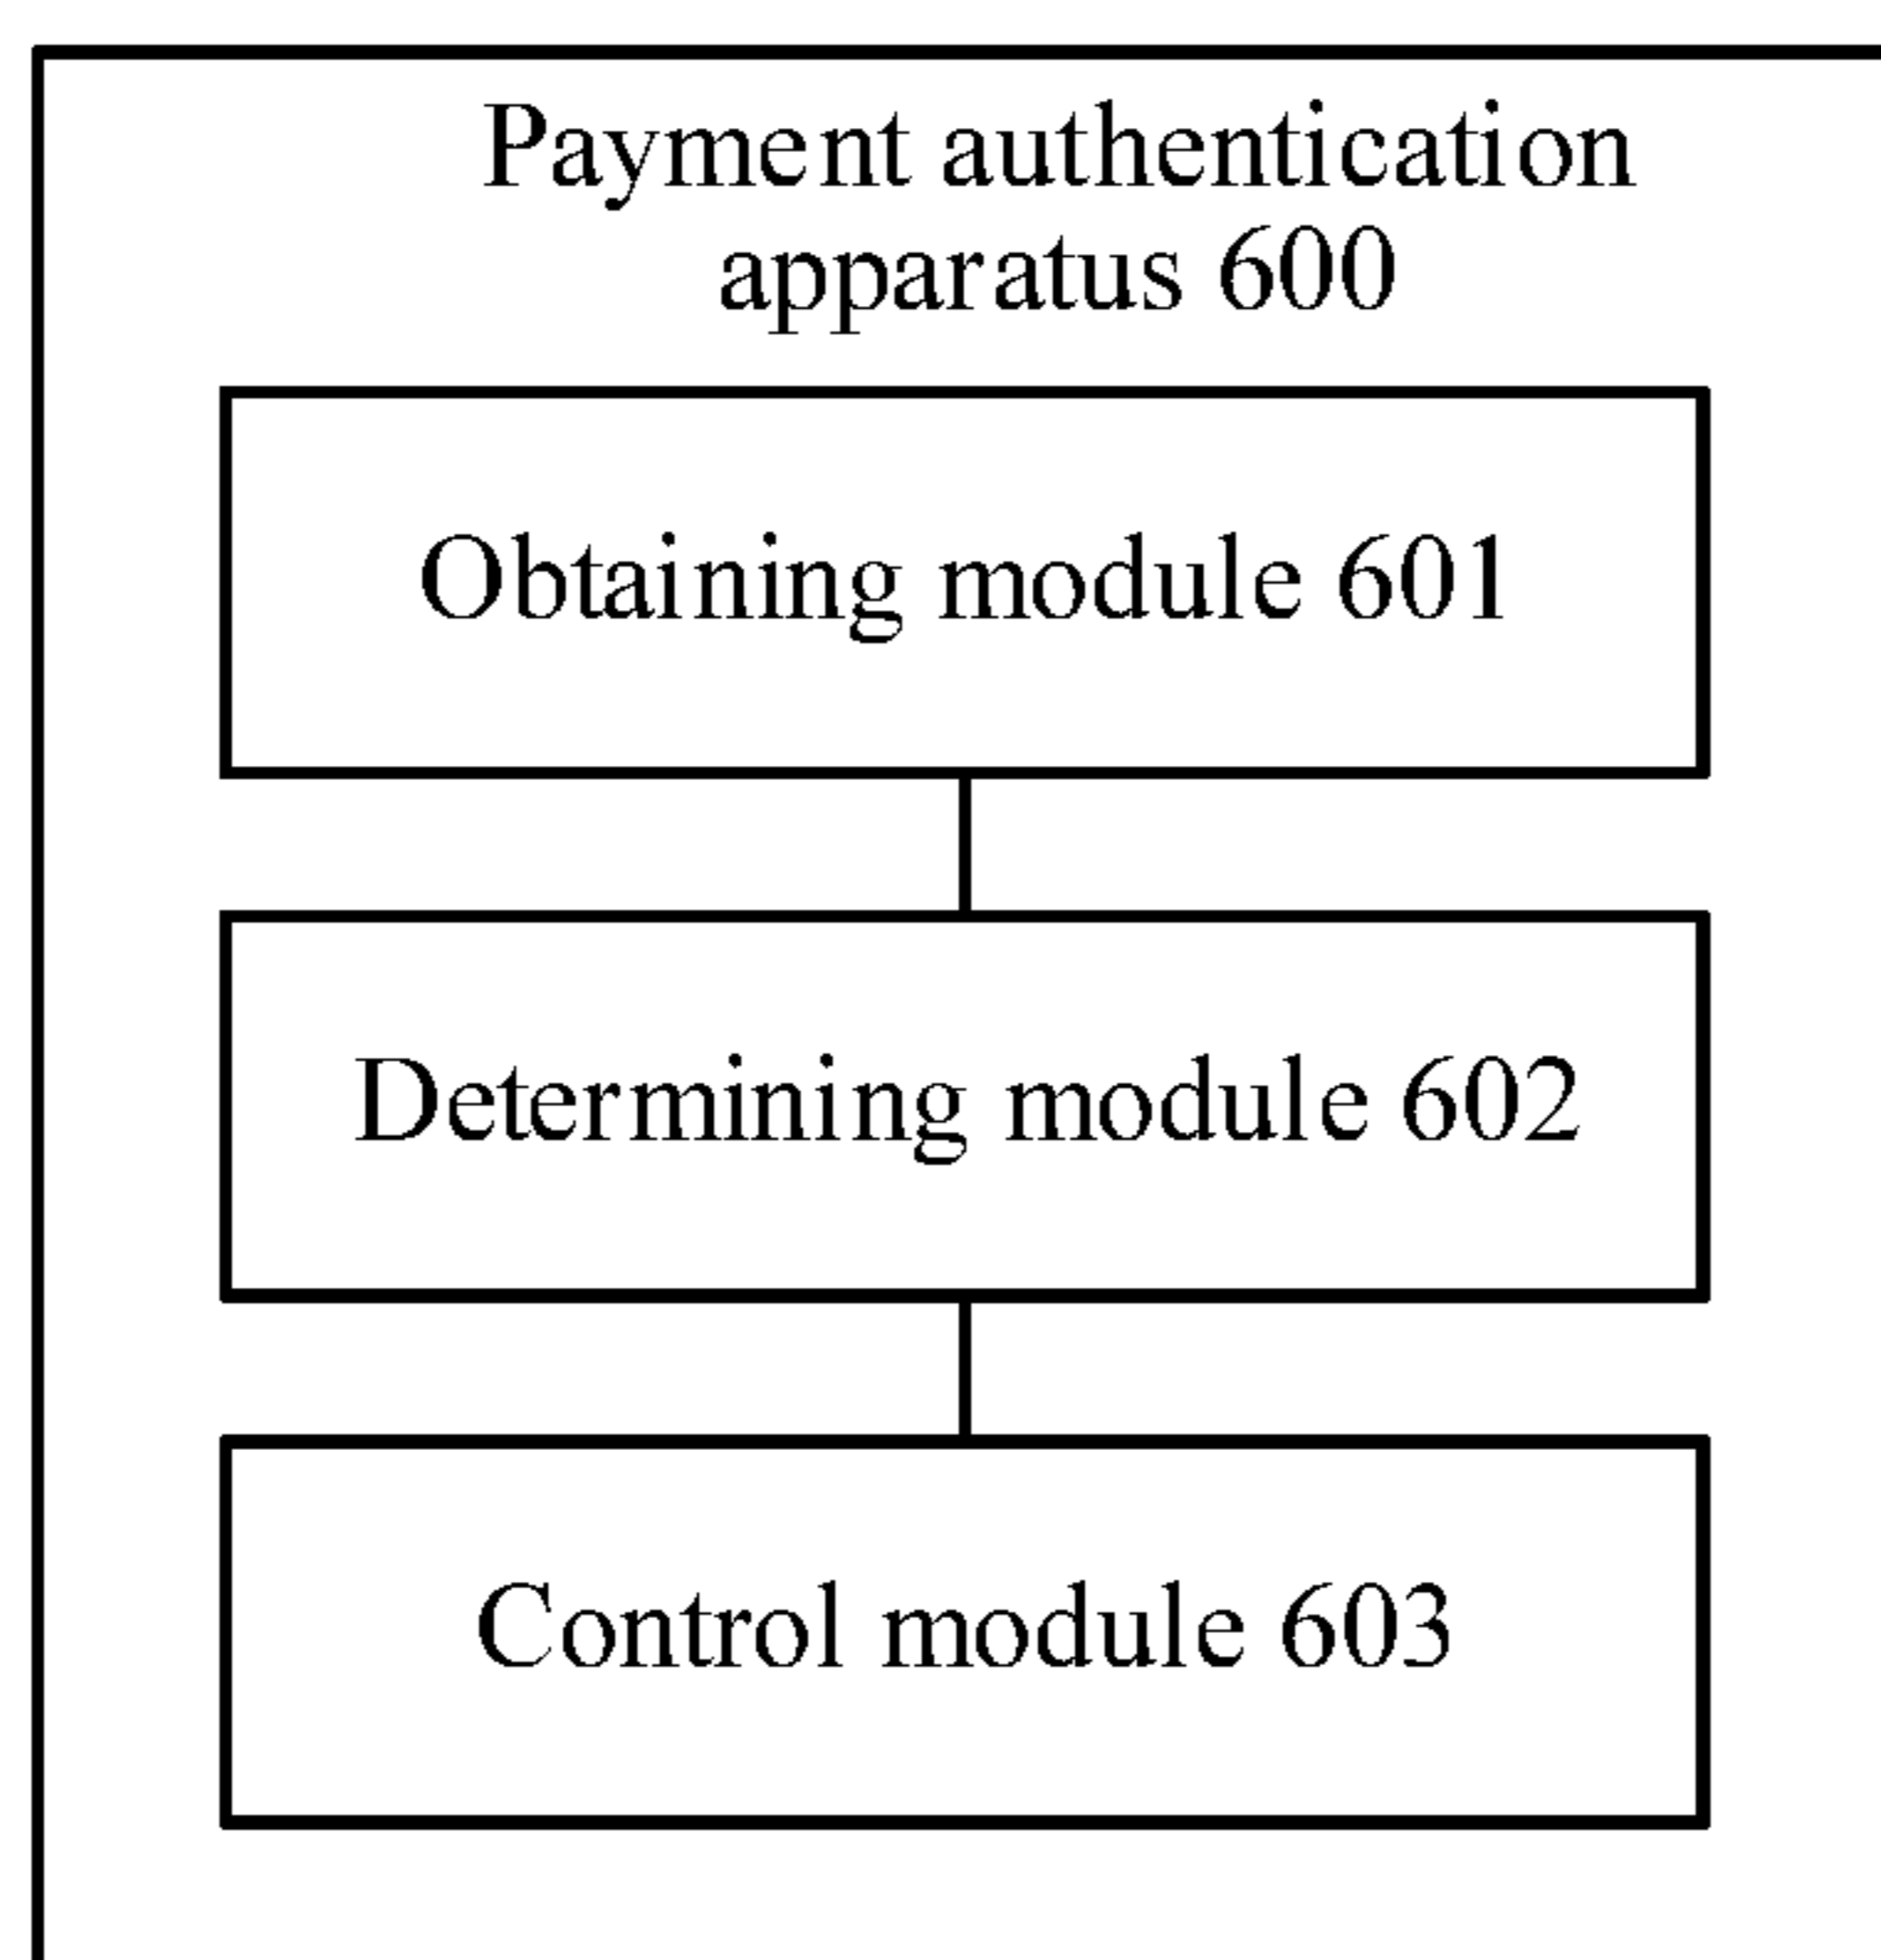 Payment authentication
apparatus 600
Obtaining module 601
Determining module 602
Control module 603